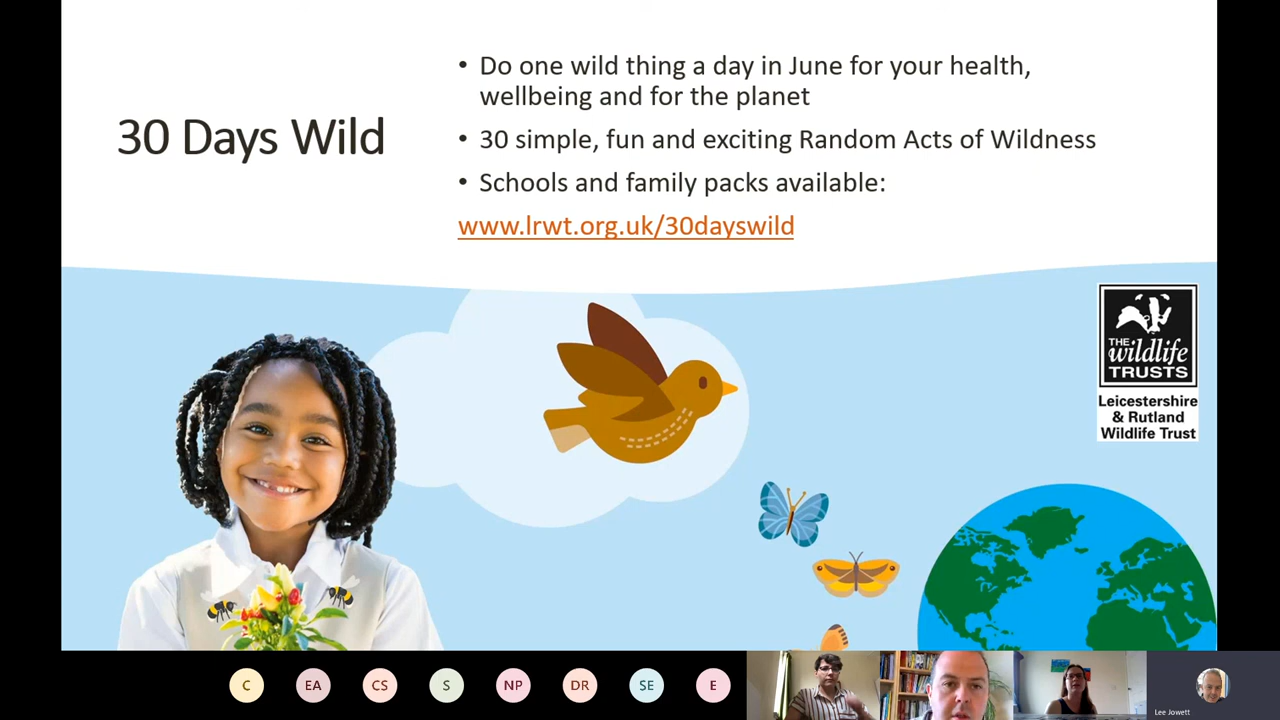 30 Days Wild
• Do one wild thing a day in June for your health,
wellbeing and for the planet
• 30 simple, fun and exciting Random Acts of Wildness
• Schools and family packs available:
www.lrwt.org.uk/30dayswild
THE
wildlife
TRUSTS
Leicestershire
& Rutland
Wildlife Trust
C
EA
CS
S
NP
DR
SE
E
Lee Jowett